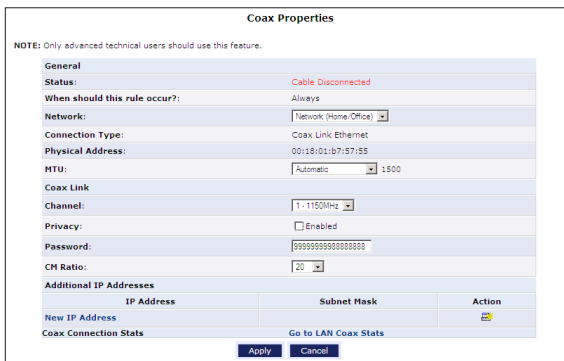 Coax Properties
NOTE: Only advanced technical users should use this feature.
General
Status: Cable Disconnected
When should this rule occur?: Always
Network: Network (Home/Office)
Connection Type: Coax Link Ethernet
Physical Address: 00:18:01:b7:57:55
MTU: Automatic 1500
Coax Link
Channel: 1 - 1150MHz
Privacy: Enabled
Password: 99999999988888888
CM Ratio: 20
Additional IP Addresses
IP Address Subnet Mask Action
New IP Address
Coax Connection Stats Go to LAN Coax Stats
Apply Cancel